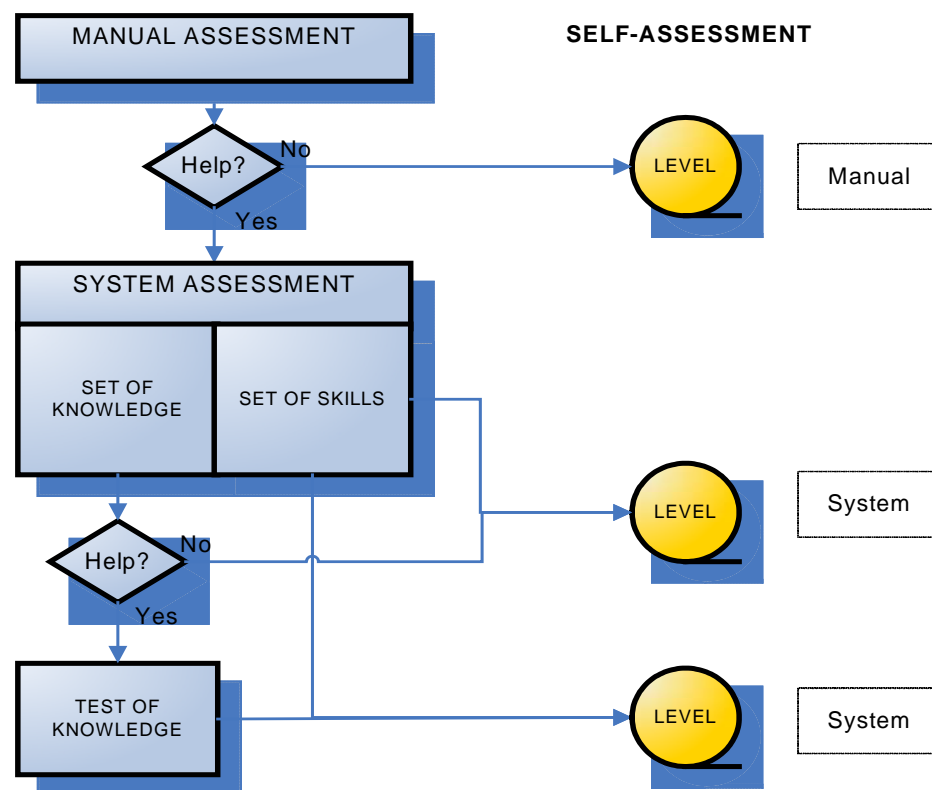 MANUAL ASSESSMENT
SELF-ASSESSMENT
Help?
No
Yes
LEVEL
Manual
SYSTEM ASSESSMENT
SET OF
KNOWLEDGE
SET OF SKILLS
LEVEL
System
Help?
No
Yes
TEST OF
KNOWLEDGE
LEVEL
System